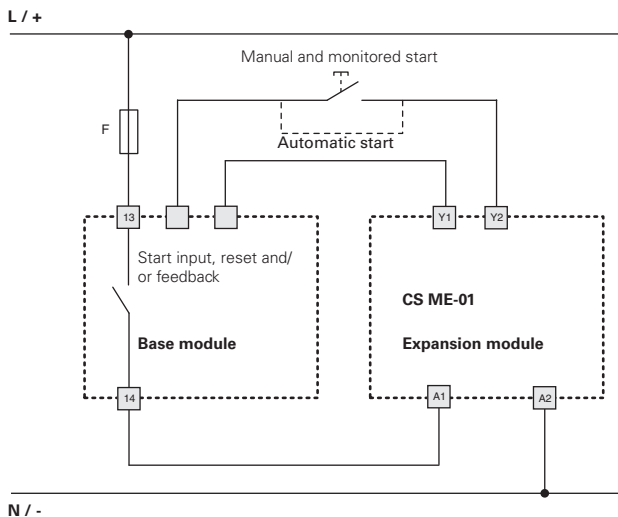 L / +
Manual and monitored start
F
Automatic start
13
Y1
Y2
Start input, reset and/
or feedback
CS ME-01
Base module
Expansion module
14
A1
A2
N / -